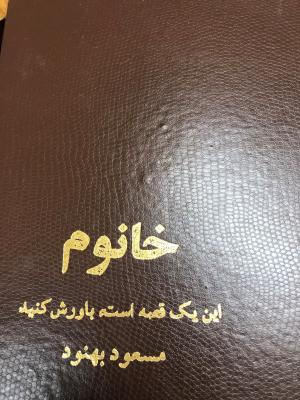 خانوم
این یک قصه است، باورش کنید
مسعود بهنود